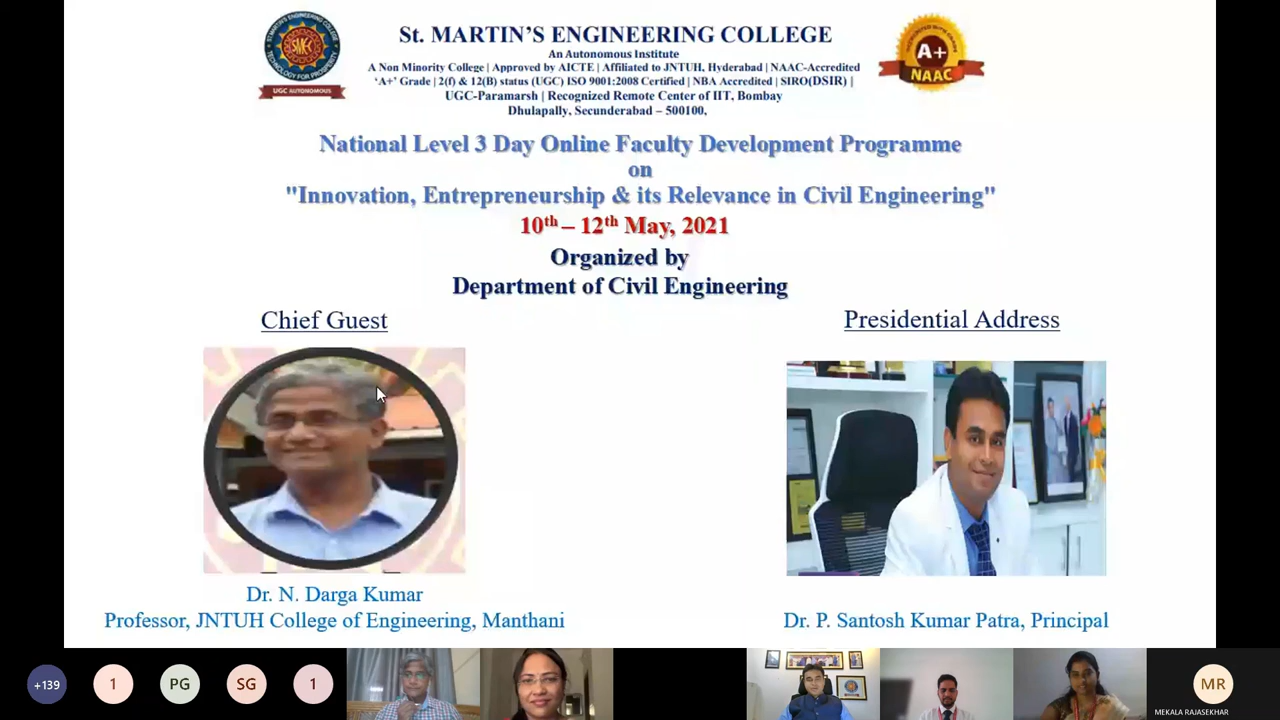 St. MARTIN'S ENGINEERING COLLEGE
An Autonomous Institute
A Non Minority College | Approved by AICTE | Affiliated to JNTUH, Hyderabad | NAAC-Accredited
'A+' Grade | 2(f) & 12(B) status (UGC) ISO 9001:2008 Certified | NBA Accredited | SIRO(DSIR) |
UGC-Paramarsh | Recognized Remote Center of IIT, Bombay
Dhulapally, Secunderabad – 500100,
SMEC
UGC AUTONOMOUS
A+
NAAC
National Level 3 Day Online Faculty Development Programme
on
"Innovation, Entrepreneurship & its Relevance in Civil Engineering"
10th – 12th May, 2021
Organized by
Department of Civil Engineering
Chief Guest
Presidential Address
Dr. N. Darga Kumar
Professor, JNTUH College of Engineering, Manthani
Dr. P. Santosh Kumar Patra, Principal
+139
1
PG
SG
1
MR
MEKALA RAJASEKHAR